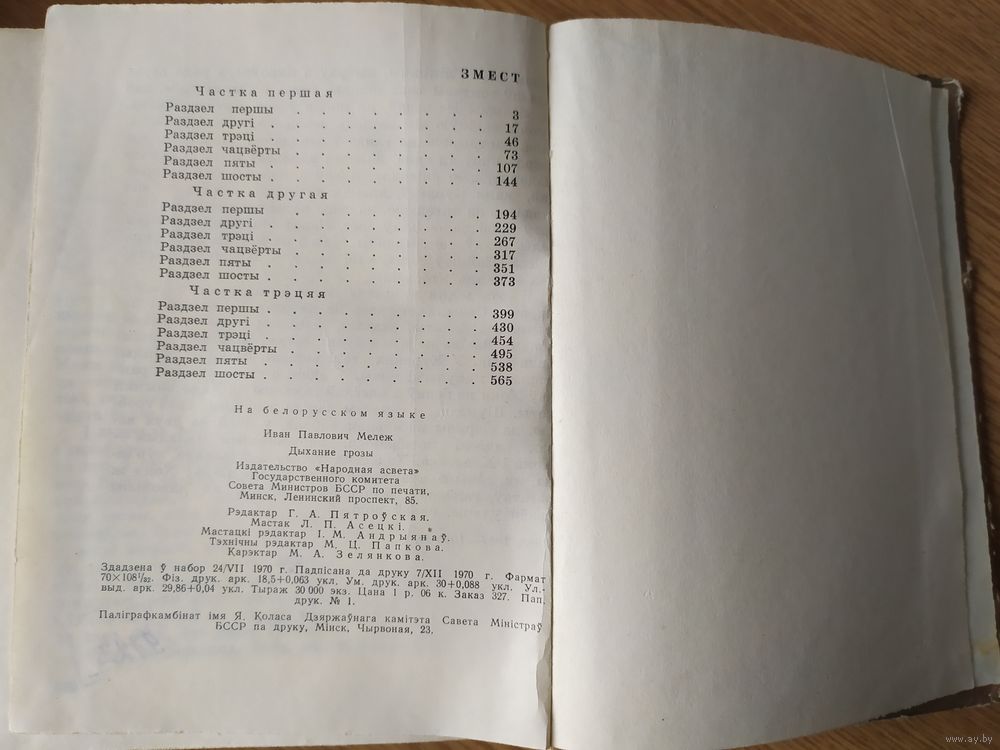 ЗМЕСТ
Частка першая
Раздзел першы . . . . . . . . 3
Раздзел другі . . . . . . . . 17
Раздзел трэці . . . . . . . . 46
Раздзел чацвёрты . . . . . . . . 73
Раздзел пяты . . . . . . . . 107
Раздзел шосты . . . . . . . . 144
Частка другая
Раздзел першы . . . . . . . . 194
Раздзел другі . . . . . . . . 229
Раздзел трэці . . . . . . . . 267
Раздзел чацвёрты . . . . . . . . 317
Раздзел пяты . . . . . . . . 351
Раздзел шосты . . . . . . . . 373
Частка трэцяя
Раздзел першы . . . . . . . . 399
Раздзел другі . . . . . . . . 430
Раздзел трэці . . . . . . . . 454
Раздзел чацвёрты . . . . . . . . 495
Раздзел пяты . . . . . . . . 538
Раздзел шосты . . . . . . . . 565
На белорусском языке
Иван Павлович Мележ
Дыхание грозы
Издательство «Народная асвета»
Государственного комитета
Совета Министров БССР по печати,
Минск, Ленинский проспект, 85.
Рэдактар Г. А. Пятроўская.
Мастак Л. П. Асецкі.
Мастацкі рэдактар І. М. Андрыянаў.
Тэхнічны рэдактар М. Ц. Папкова.
Карэктар М. А. Зелянкова.
Здадзена ў набор 24/VII 1970 г. Падпісана да друку 7/XII 1970 г. Фармат
70×108¹/₃₂. Фіз. друк. арк. 18,5+0,063 укл. Ум. друк. арк. 30+0,088 укл. Ул.-
выд. арк. 29,86+0,04 укл. Тыраж 30 000 экз. Цана 1 р. 06 к. Заказ 327. Пап.
друк. № 1.
Паліграфкамбінат імя Я. Коласа Дзяржаўнага камітэта Савета Міністраў
БССР па друку, Мінск, Чырвоная, 23.
www.ay.by